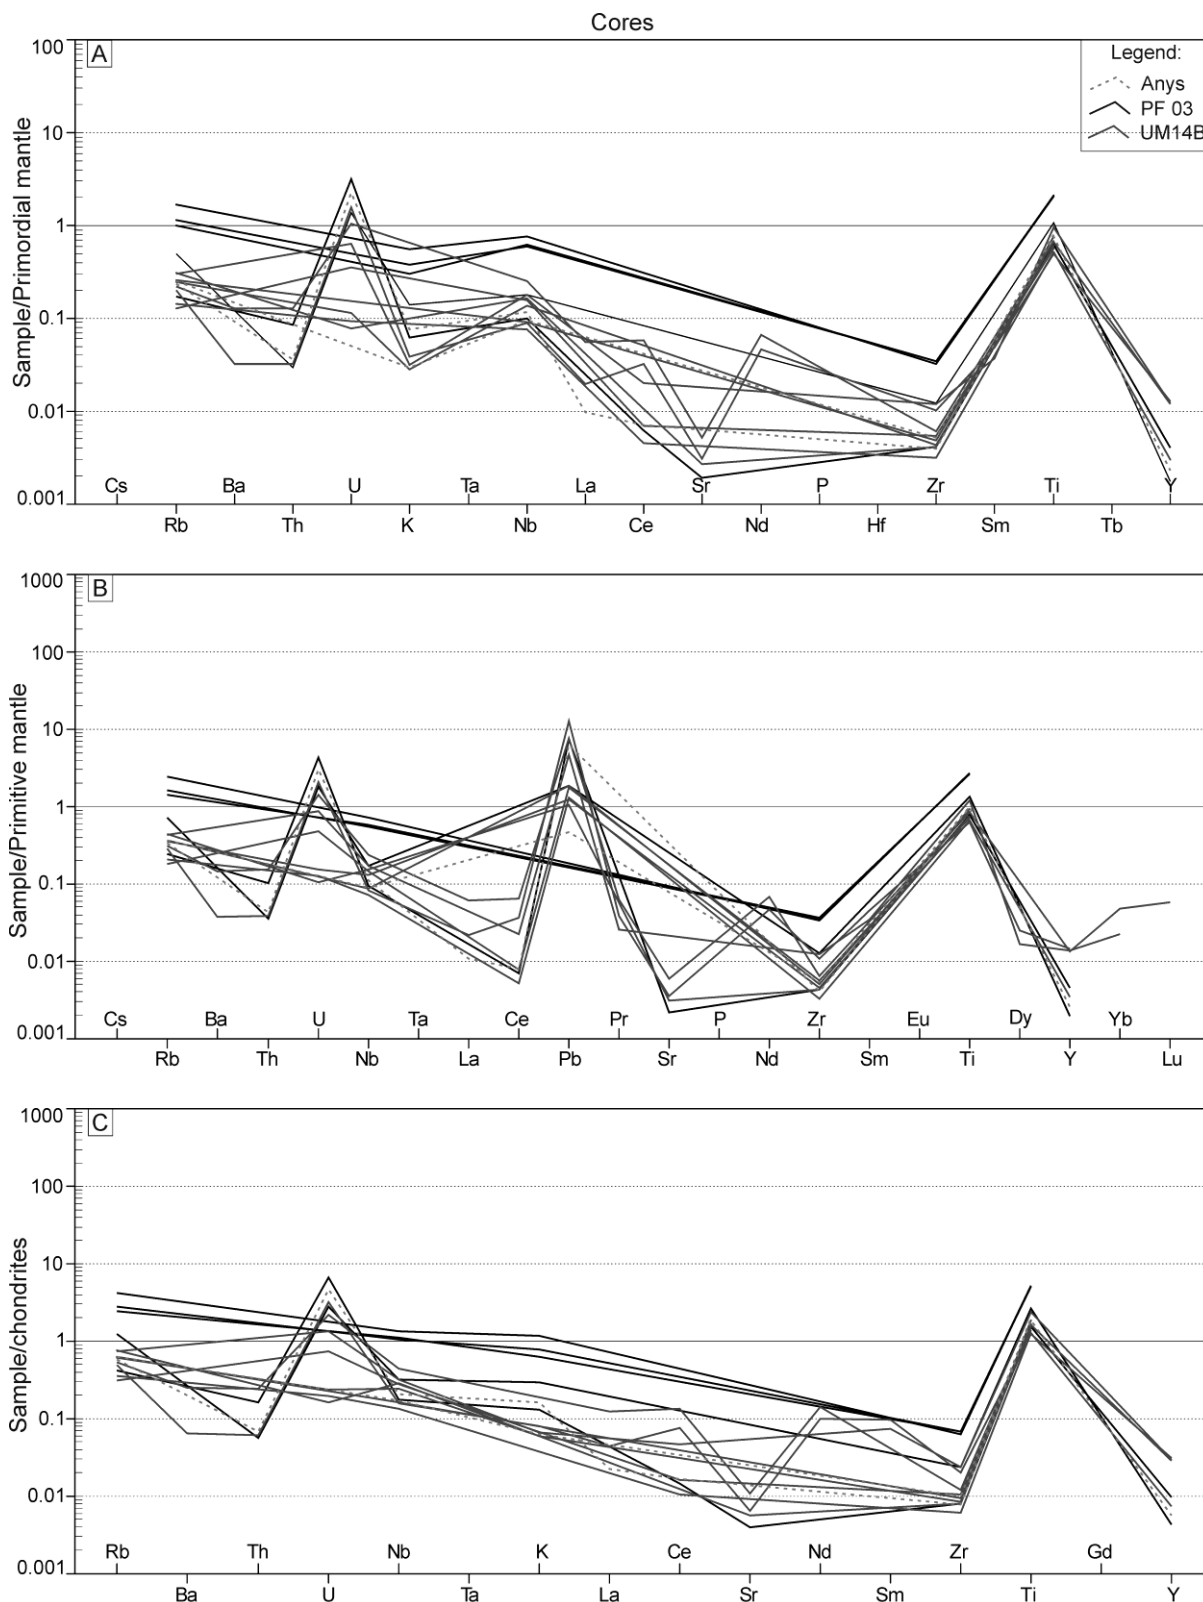 Cores
A
Legend:
Anys
PF 03
UM14B
Sample/Primordial mantle
100
10
1
0.1
0.01
0.001
Cs Ba U Ta La Sr P Zr Ti Y
Rb Th K Nb Ce Nd Hf Sm Tb
B
Sample/Primitive mantle
1000
100
10
1
0.1
0.01
0.001
Cs Ba U Ta Ce Pr P Zr Eu Dy Yb
Rb Th Nb La Pb Sr Nd Sm Ti Y Lu
C
Sample/chondrites
1000
100
10
1
0.1
0.01
0.001
Rb Th Nb K Ce Nd Zr Gd
Ba U Ta La Sr Sm Ti Y